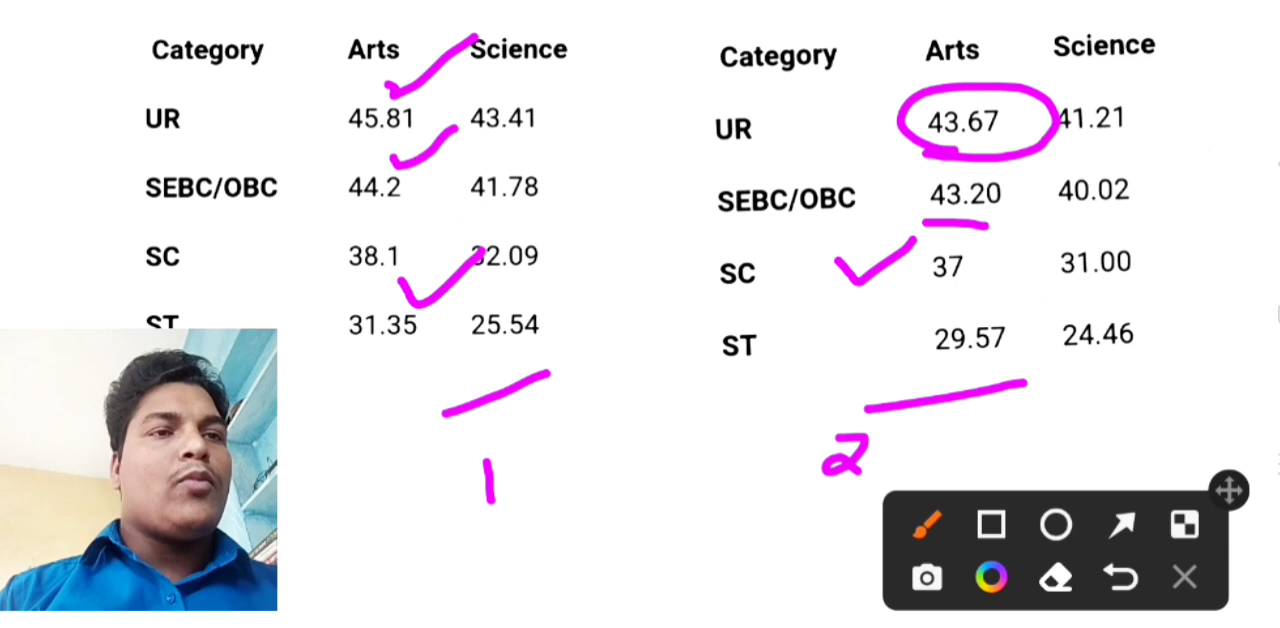 Category Arts Science
UR 45.81 43.41
SEBC/OBC 44.2 41.78
SC 38.1 32.09
ST 31.35 25.54
1
Category Arts Science
UR 43.67 41.21
SEBC/OBC 43.20 40.02
SC 37 31.00
ST 29.57 24.46
2